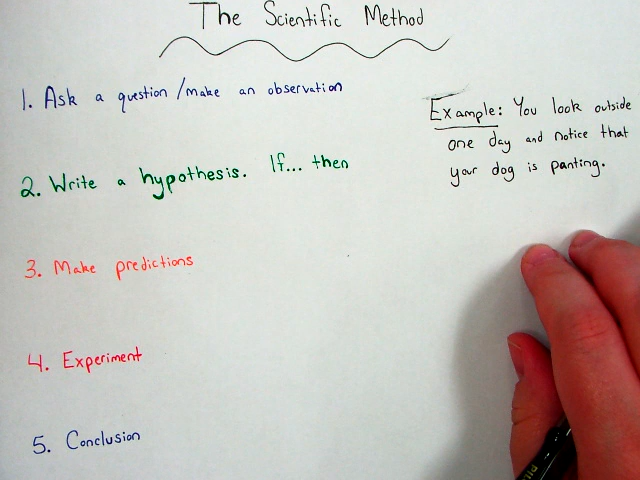 The Scientific Method
1. Ask a question/make an observation
2. Write a hypothesis. If... then
3. Make predictions
4. Experiment
5. Conclusion
Example: You look outside
one day and notice that
your dog is panting.